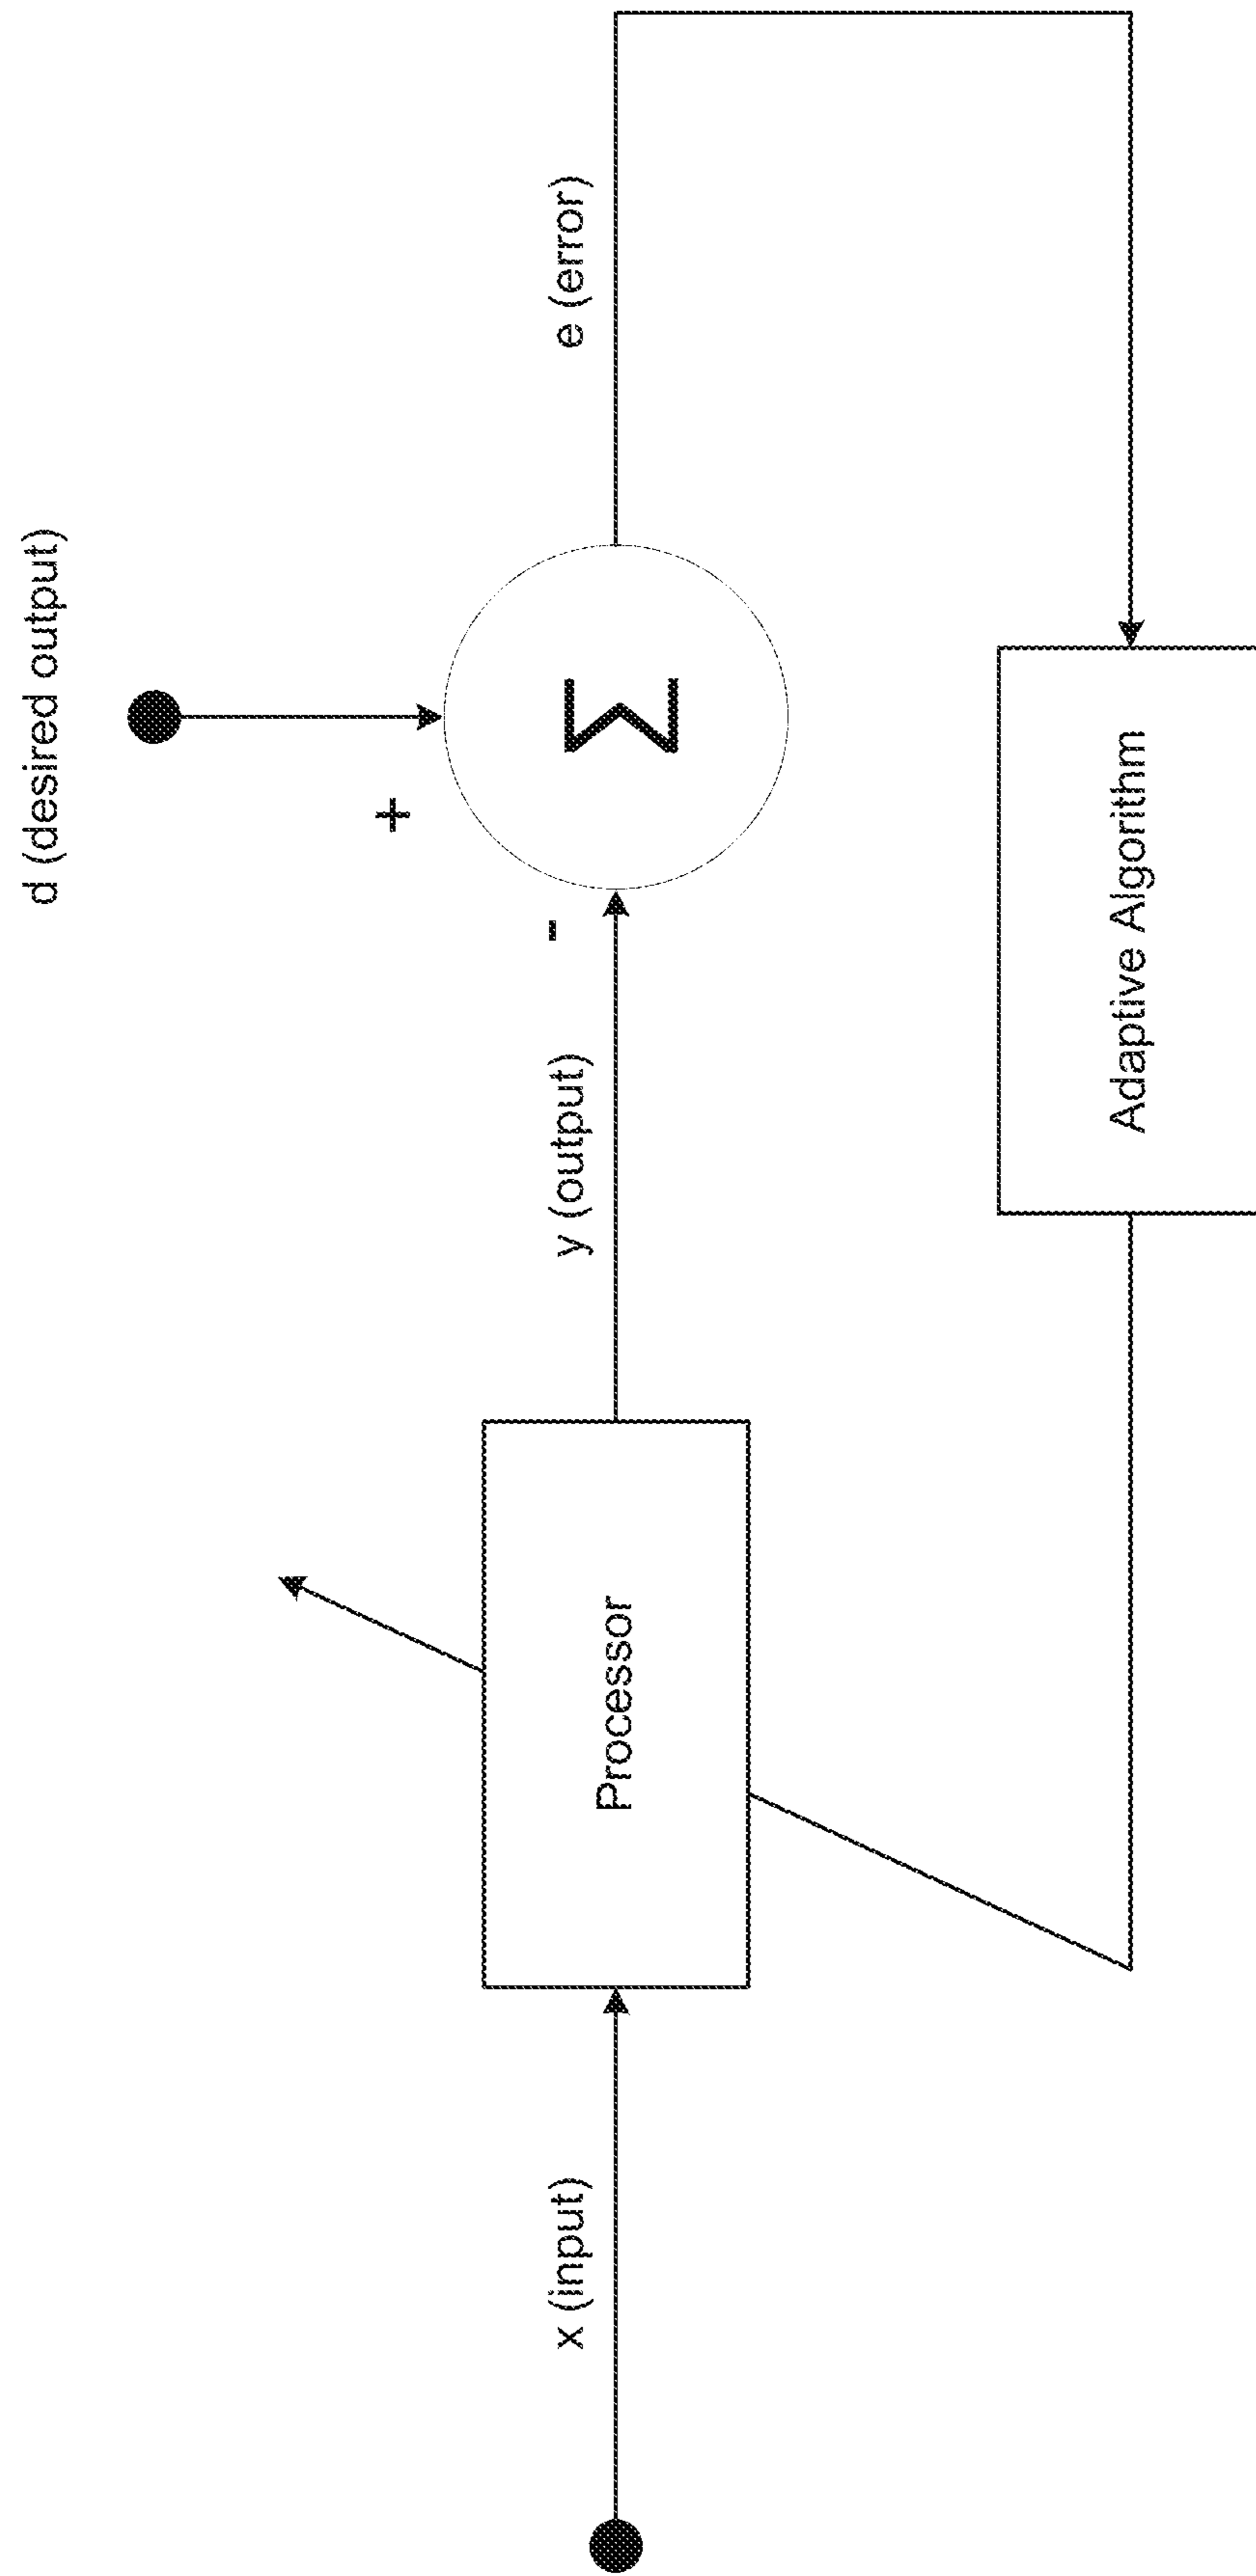 d (desired output)
+
x (input)
Processor
y (output)
-
Σ
e (error)
Adaptive Algorithm